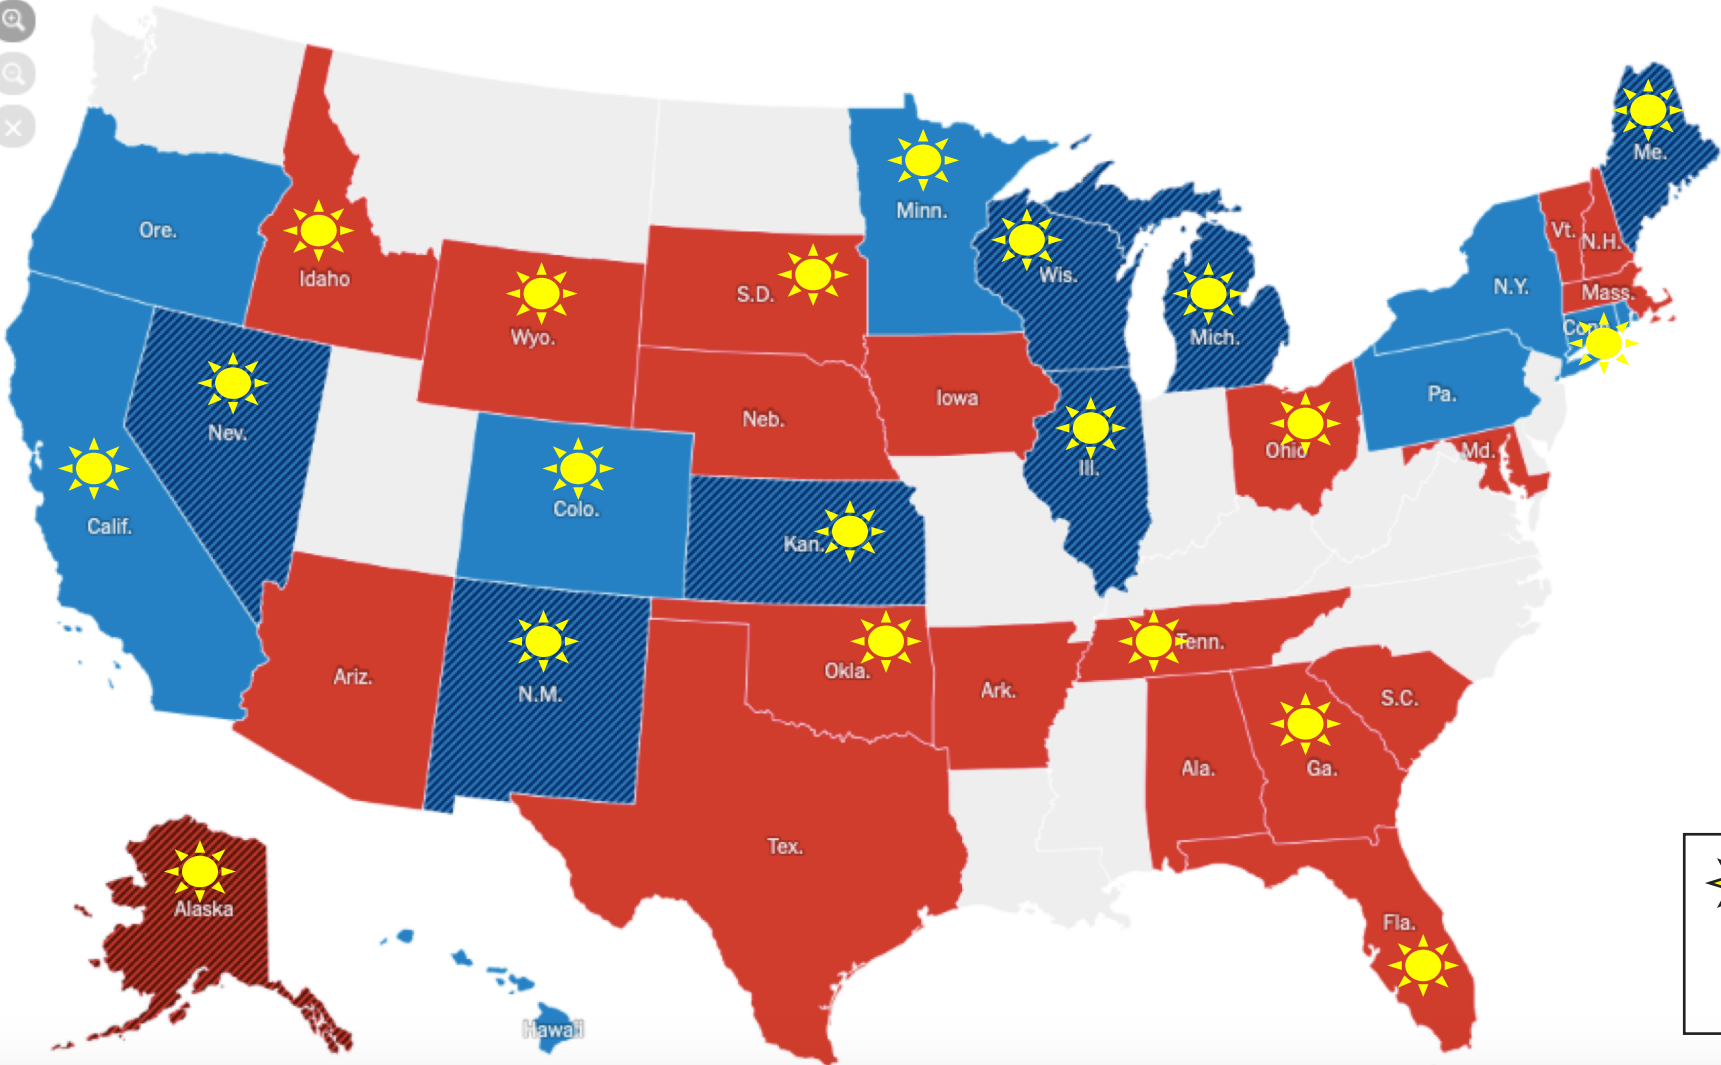 Me.
Ore.
Minn.
Vt.
N.H.
Idaho
Wis.
S.D.
N.Y.
Mass.
Wyo.
Mich.
Conn.
Iowa
Pa.
Neb.
Nev.
Ohio
Md.
Ill.
Colo.
Calif.
Kan.
Tenn.
Okla.
Ariz.
Ark.
N.M.
S.C.
Ala.
Ga.
Tex.
Alaska
Fla.
Hawaii